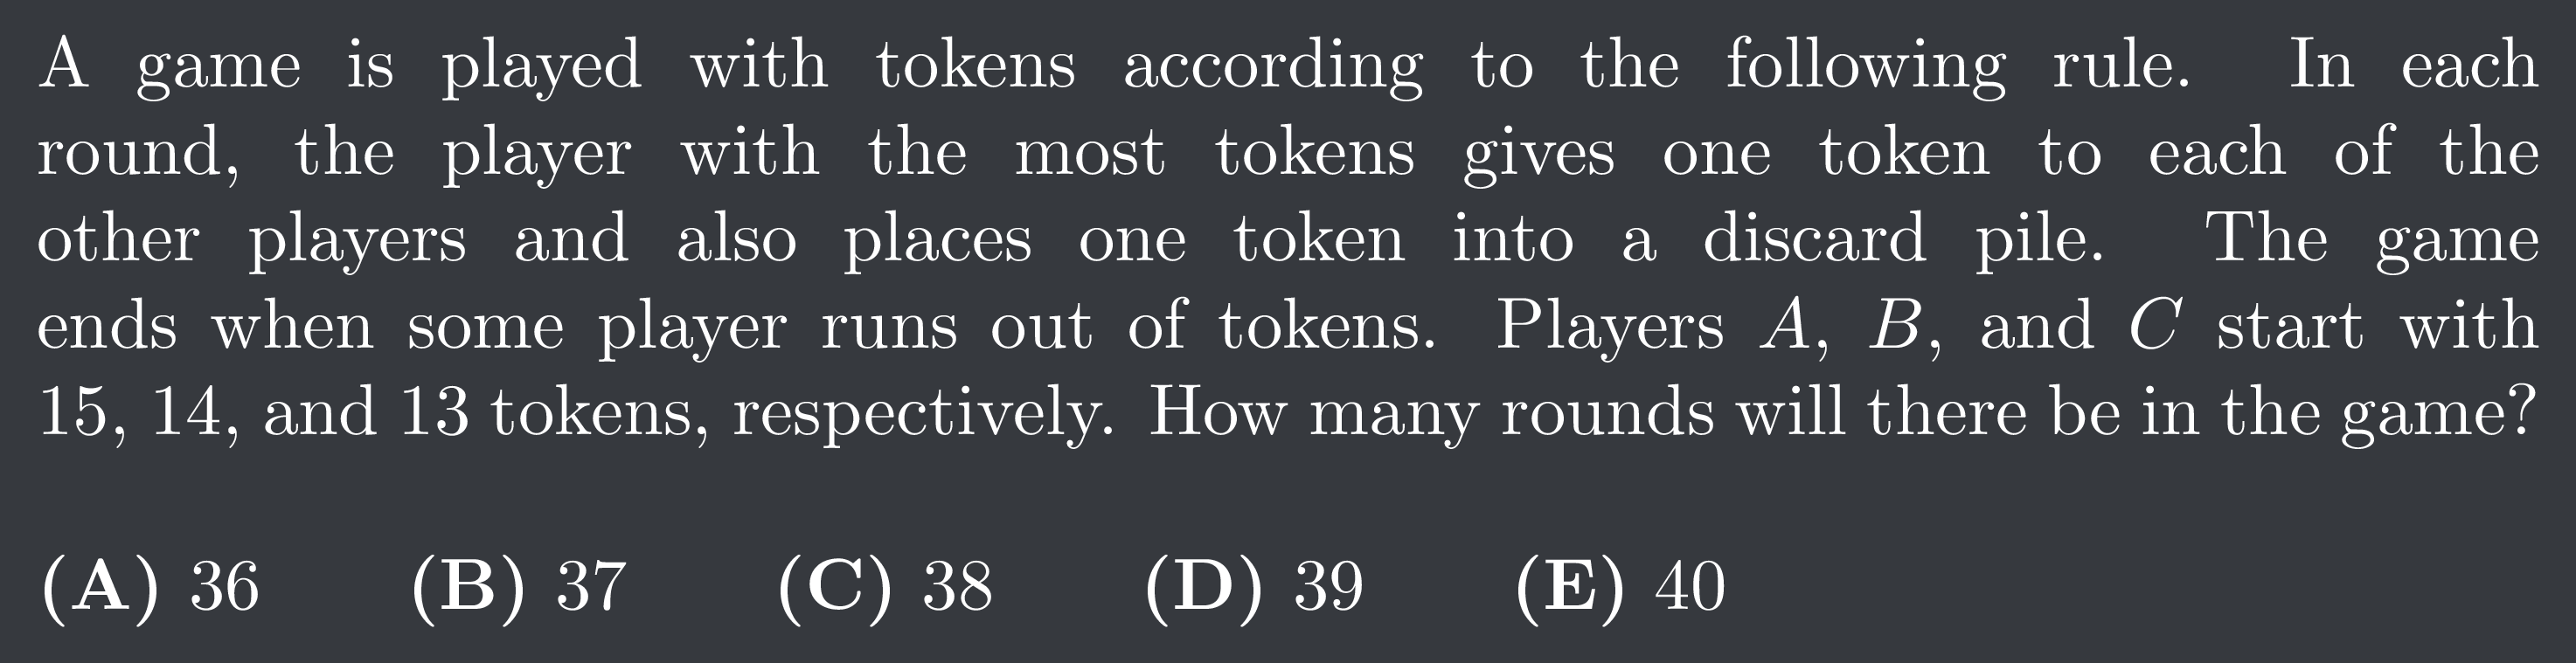 A game is played with tokens according to the following rule. In each
round, the player with the most tokens gives one token to each of the
other players and also places one token into a discard pile. The game
ends when some player runs out of tokens. Players A, B, and C start with
15, 14, and 13 tokens, respectively. How many rounds will there be in the game?
(A) 36 (B) 37 (C) 38 (D) 39 (E) 40